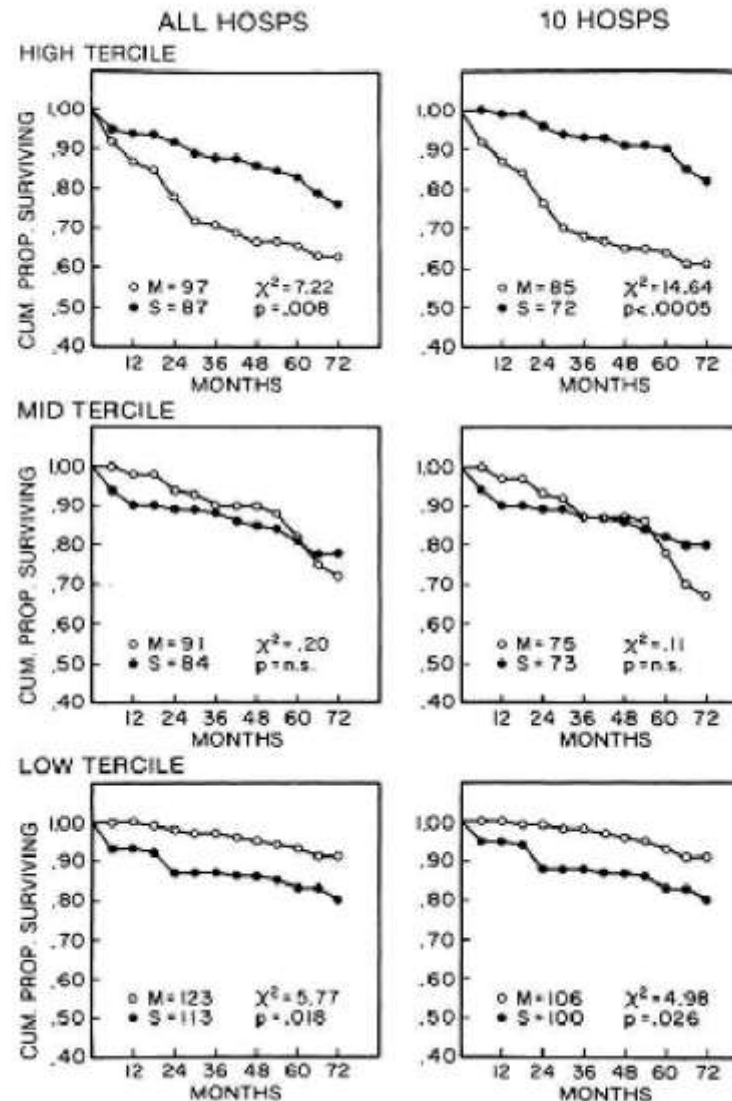 ALL HOSPS
10 HOSPS
HIGH TERCILE
CUM. PROP. SURVIVING
1.00
.90
.80
.70
.60
.50
.40
○ M=97 χ²=7.22
● S=87 p=.008
12 24 36 48 60 72
MONTHS
1.00
.90
.80
.70
.60
.50
.40
○ M=85 χ²=14.64
● S=72 p<.0005
12 24 36 48 60 72
MONTHS
MID TERCILE
CUM. PROP. SURVIVING
1.00
.90
.80
.70
.60
.50
.40
○ M=91 χ²=.20
● S=84 p=n.s.
12 24 36 48 60 72
MONTHS
1.00
.90
.80
.70
.60
.50
.40
○ M=75 χ²=.11
● S=73 p=n.s.
12 24 36 48 60 72
MONTHS
LOW TERCILE
CUM. PROP. SURVIVING
1.00
.90
.80
.70
.60
.50
.40
○ M=123 χ²=5.77
● S=113 p=.018
12 24 36 48 60 72
MONTHS
1.00
.90
.80
.70
.60
.50
.40
○ M=106 χ²=4.98
● S=100 p=.026
12 24 36 48 60 72
MONTHS